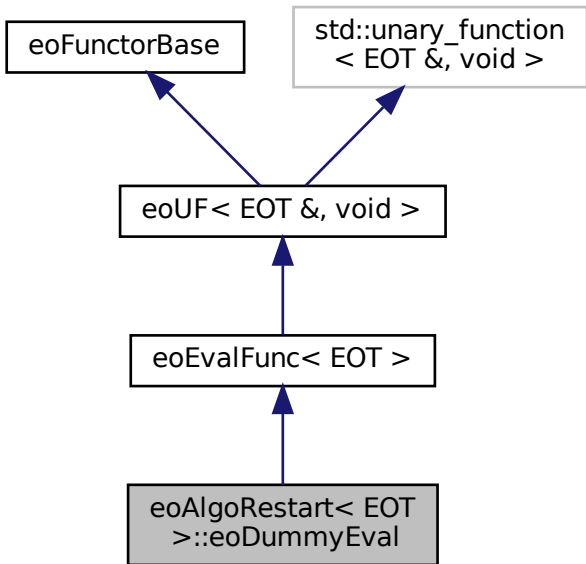 eoFunctorBase
std::unary_function
< EOT &, void >
eoUF< EOT &, void >
eoEvalFunc< EOT >
eoAlgoRestart< EOT
>::eoDummyEval